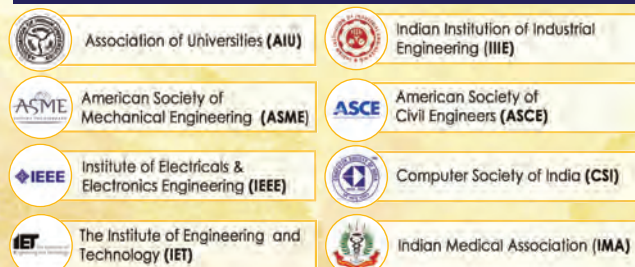 Association of Universities (AIU)
Indian Institution of Industrial
Engineering (IIIE)
ASME
American Society of
Mechanical Engineering (ASME)
ASCE
American Society of
Civil Engineers (ASCE)
IEEE
Institute of Electricals &
Electronics Engineering (IEEE)
Computer Society of India (CSI)
IET
The Institute of Engineering and
Technology (IET)
Indian Medical Association (IMA)